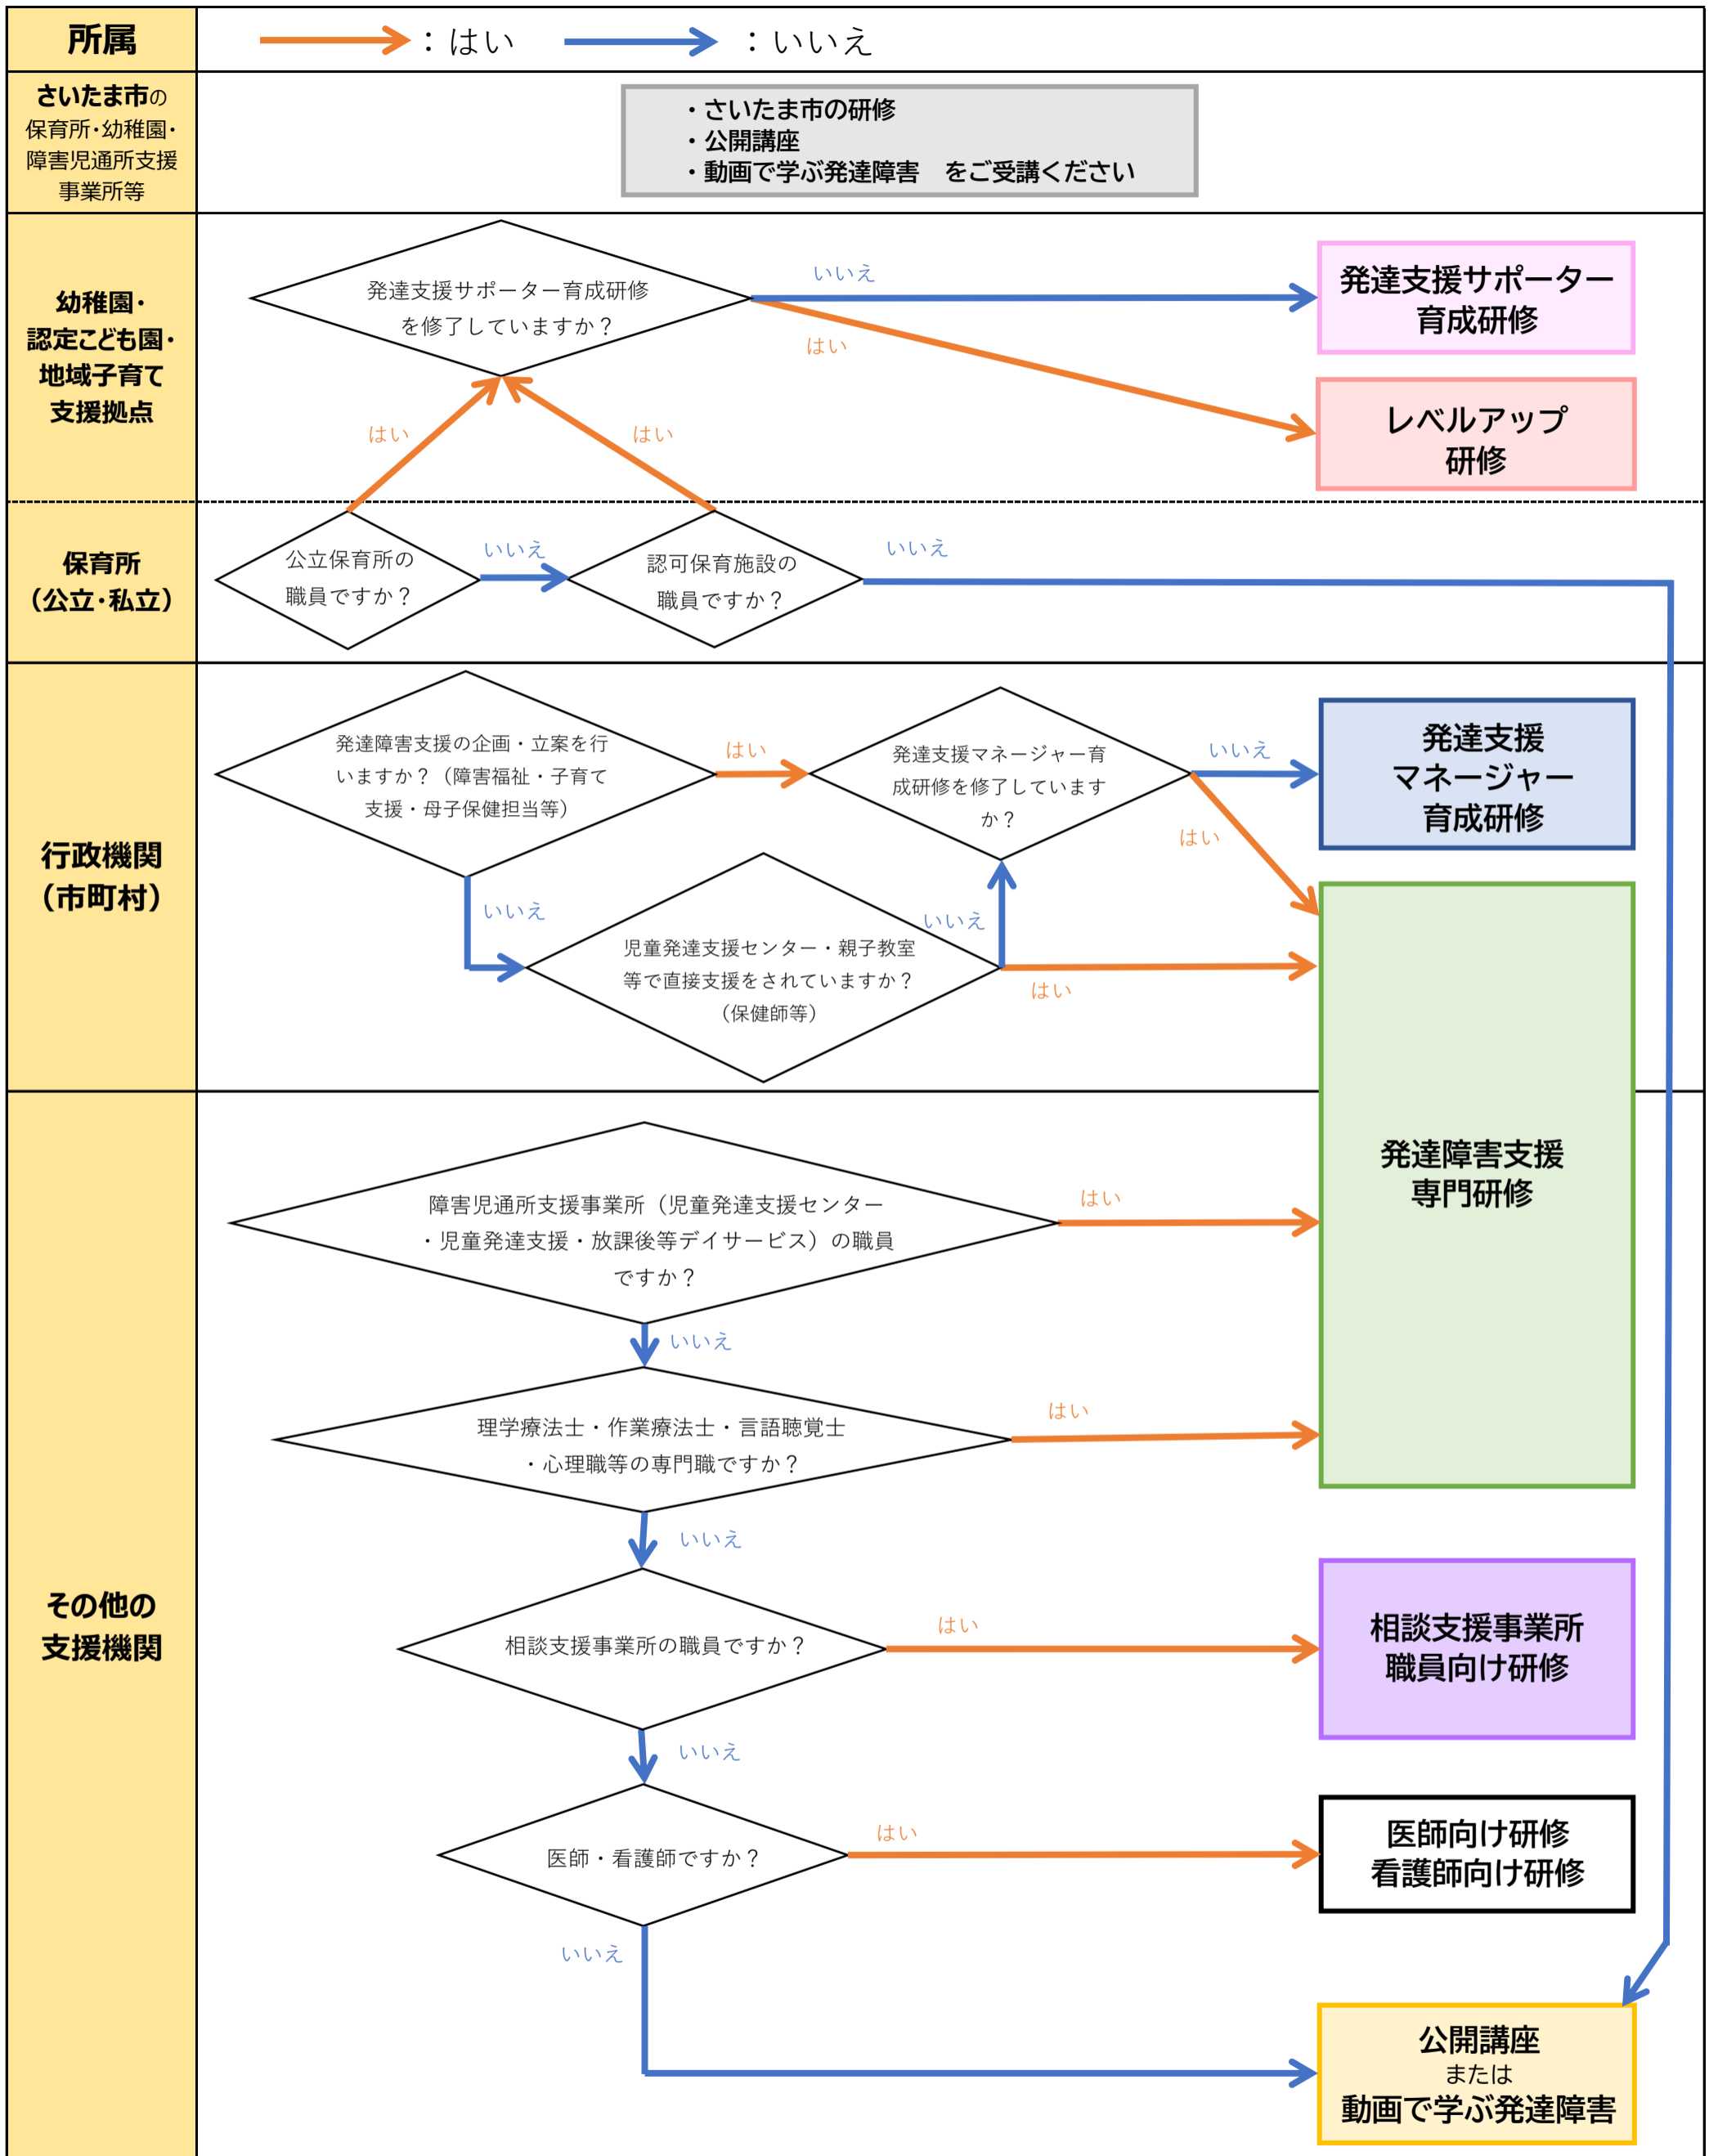 所属
：はい
：いいえ
さいたま市の
保育所・幼稚園・
障害児通所支援
事業所等
・さいたま市の研修
・公開講座
・動画で学ぶ発達障害　をご受講ください
幼稚園・
認定こども園・
地域子育て
支援拠点
発達支援サポーター育成研修
を修了していますか？
いいえ
はい
発達支援サポーター
育成研修
レベルアップ
研修
はい
はい
保育所
（公立・私立）
公立保育所の
職員ですか？
いいえ
認可保育施設の
職員ですか？
いいえ
行政機関
（市町村）
発達障害支援の企画・立案を行
いますか？（障害福祉・子育て
支援・母子保健担当等）
はい
発達支援マネージャー育
成研修を修了しています
か？
いいえ
はい
発達支援
マネージャー
育成研修
いいえ
児童発達支援センター・親子教室
等で直接支援をされていますか？
（保健師等）
いいえ
はい
発達障害支援
専門研修
その他の
支援機関
障害児通所支援事業所（児童発達支援センター
・児童発達支援・放課後等デイサービス）の職員
ですか？
はい
いいえ
理学療法士・作業療法士・言語聴覚士
・心理職等の専門職ですか？
はい
いいえ
相談支援事業所の職員ですか？
はい
相談支援事業所
職員向け研修
いいえ
医師・看護師ですか？
はい
医師向け研修
看護師向け研修
いいえ
公開講座
または
動画で学ぶ発達障害